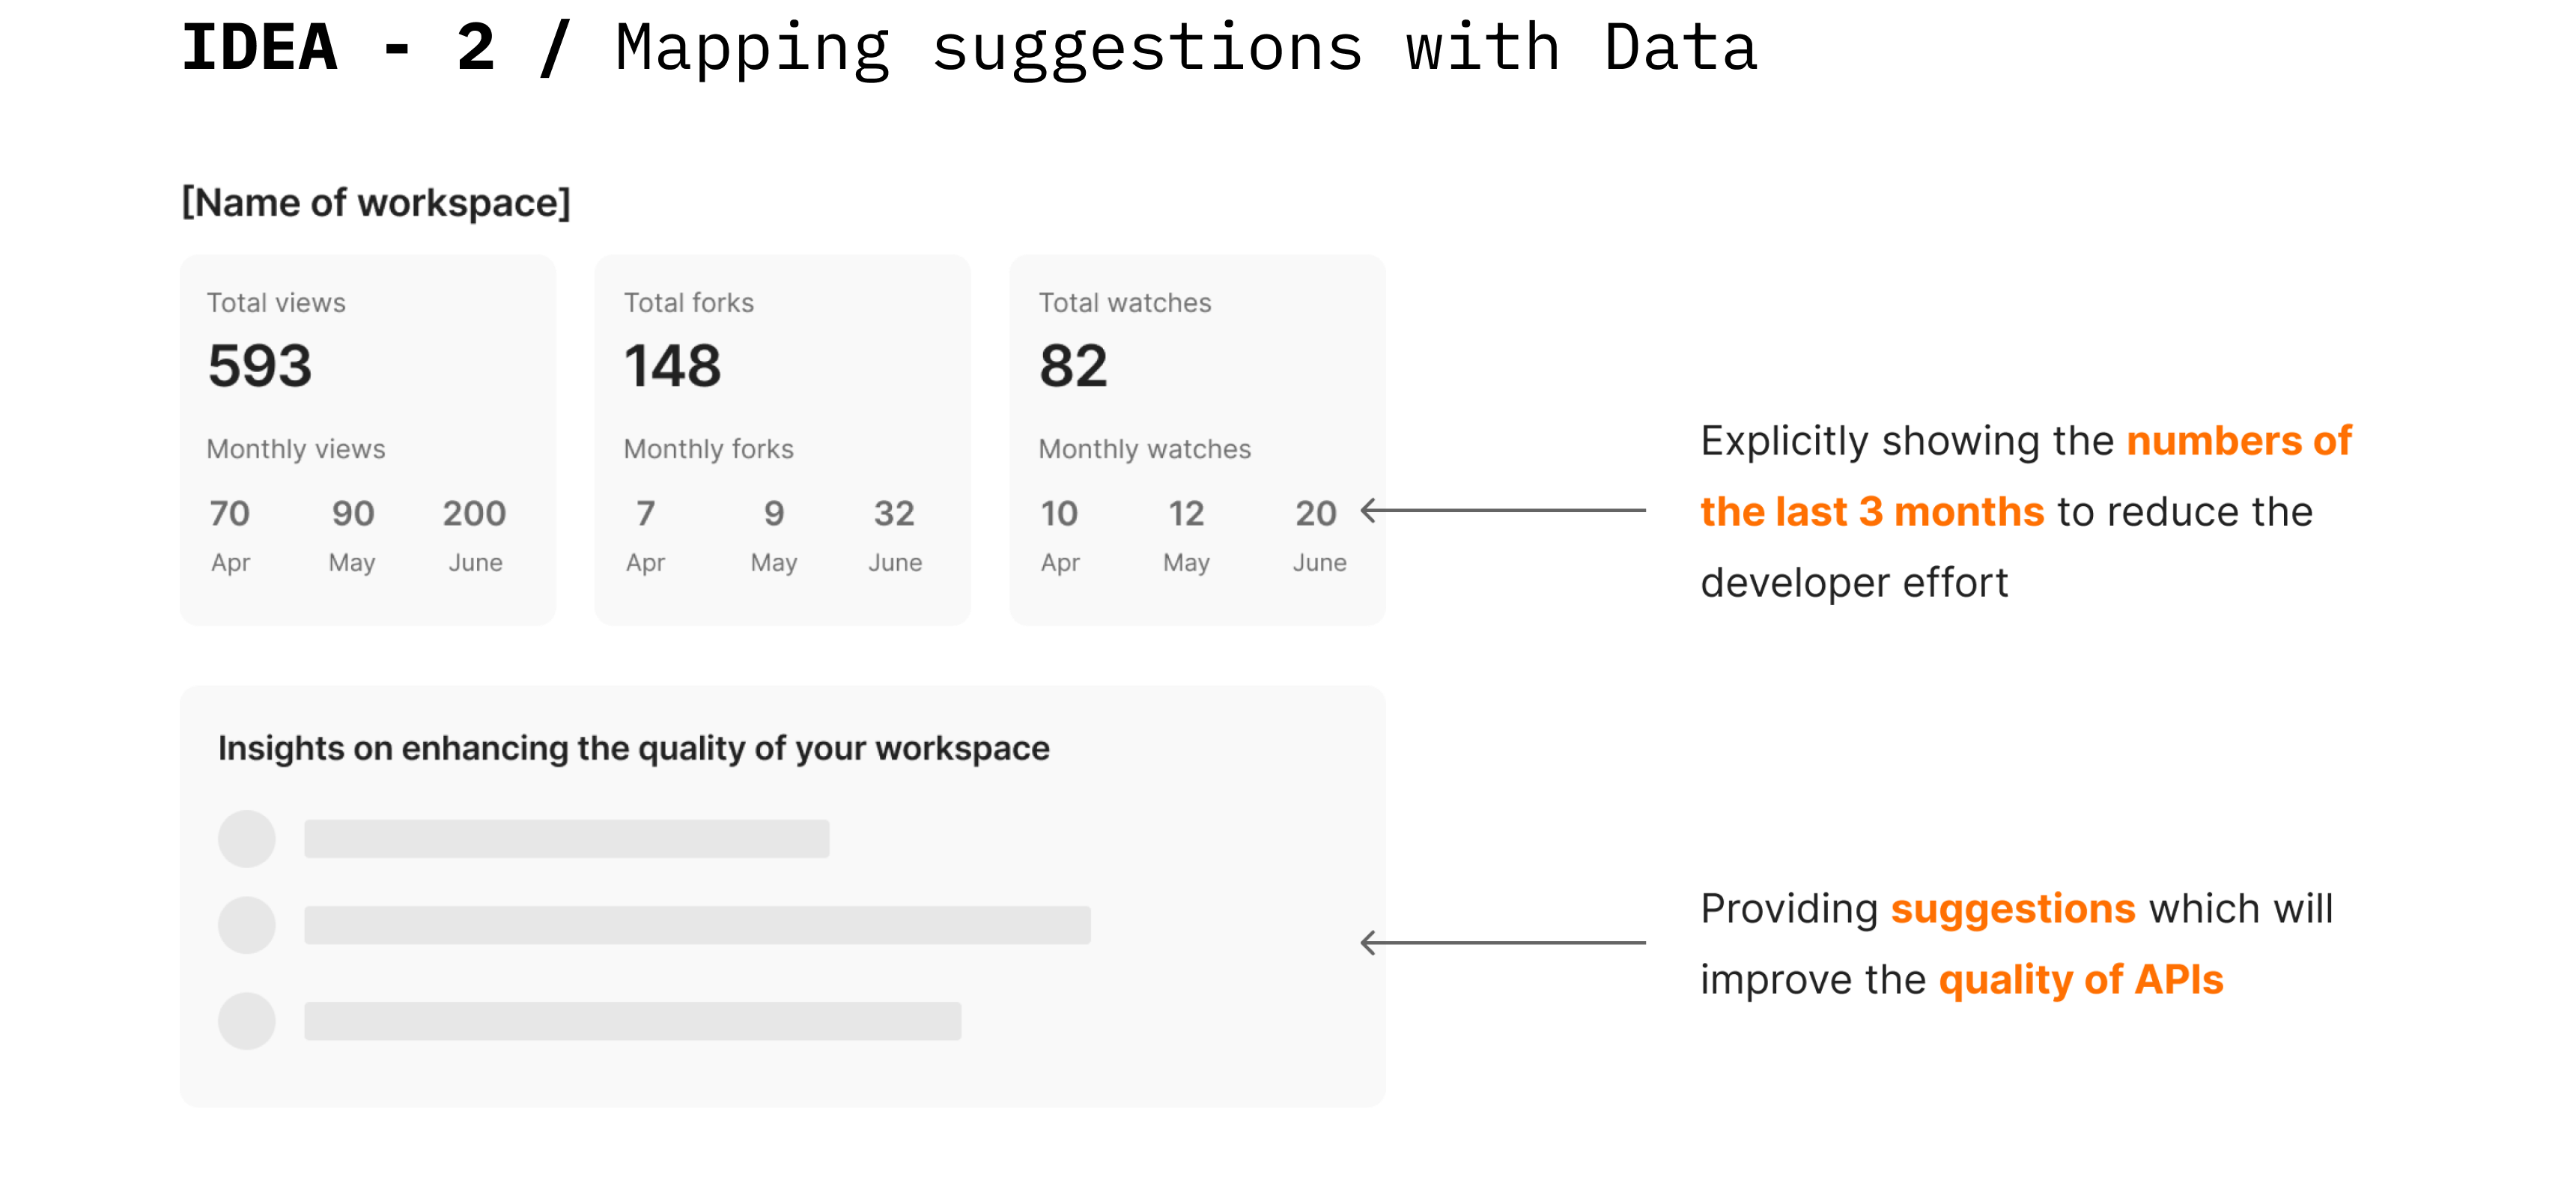 IDEA - 2 / Mapping suggestions with Data
[Name of workspace]
Total views
593
Monthly views
70 90 200
Apr May June
Total forks
148
Monthly forks
7 9 32
Apr May June
Total watches
82
Monthly watches
10 12 20
Apr May June
Explicitly showing the numbers of
the last 3 months to reduce the
developer effort
Insights on enhancing the quality of your workspace
Providing suggestions which will
improve the quality of APIs